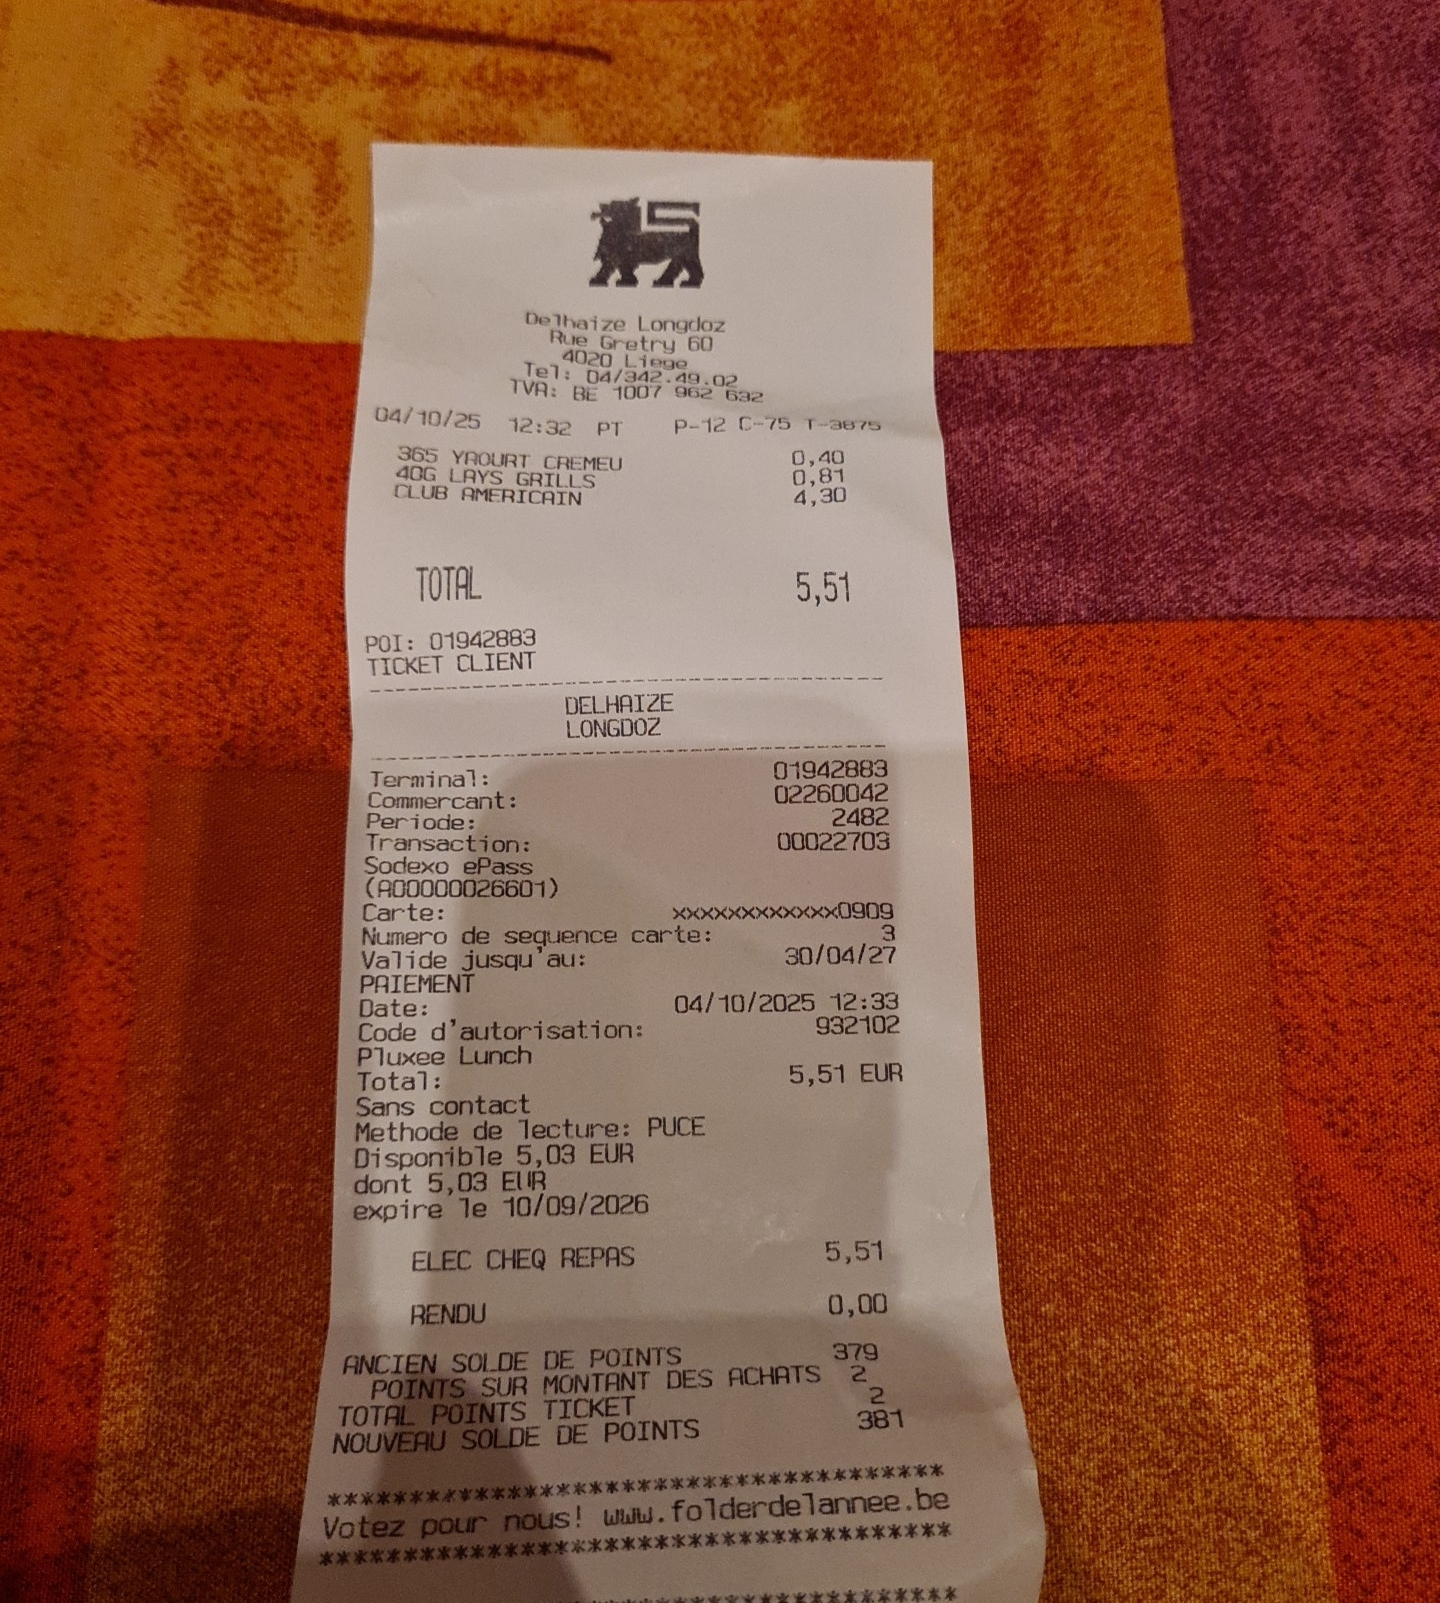 Delhaize Longdoz
Rue Gretry 60
4020 Liege
Tel: 04/342.49.02
TVA: BE 1007 962 632
04/10/25 12:32 PT P-12 C-75 T-3875
365 YAOURT CREMEU 0,40
40G LAYS GRILLS 0,81
CLUB AMERICAIN 4,30
TOTAL 5,51
POI: 01942883
TICKET CLIENT
--------------------------------
DELHAIZE
LONGDOZ
--------------------------------
Terminal: 01942883
Commercant: 02260042
Periode: 2482
Transaction: 00022703
Sodexo ePass
(A00000026601)
Carte: xxxxxxxxxxxxx0909
Numero de sequence carte: 3
Valide jusqu'au: 30/04/27
PAIEMENT
Date: 04/10/2025 12:33
Code d'autorisation: 932102
Pluxee Lunch
Total: 5,51 EUR
Sans contact
Methode de lecture: PUCE
Disponible 5,03 EUR
dont 5,03 EUR
expire le 10/09/2026
ELEC CHEQ REPAS 5,51
RENDU 0,00
ANCIEN SOLDE DE POINTS 379
POINTS SUR MONTANT DES ACHATS 2
TOTAL POINTS TICKET 2
NOUVEAU SOLDE DE POINTS 381
****************************************
Votez pour nous! www.folderdelannee.be
****************************************
****************************************